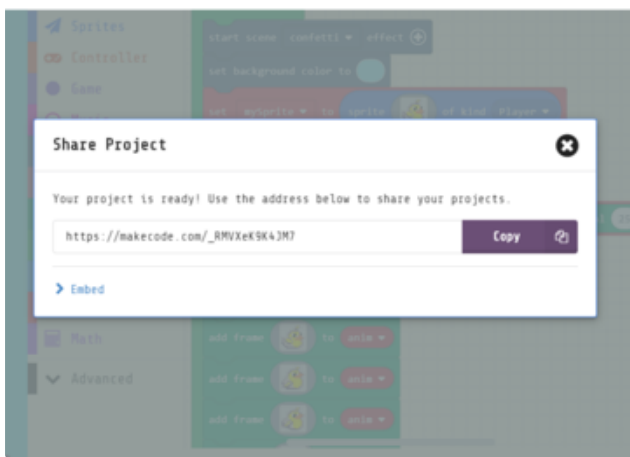 Sprites
Controller
Game
start scene confetti effect
set background color to
set mySprite to sprite of kind Player
Share Project
Your project is ready! Use the address below to share your projects.
https://makecode.com/_RMVXeK9K4JM7
Copy
Embed
Math
Advanced
add frame to anim
add frame to anim
add frame to anim